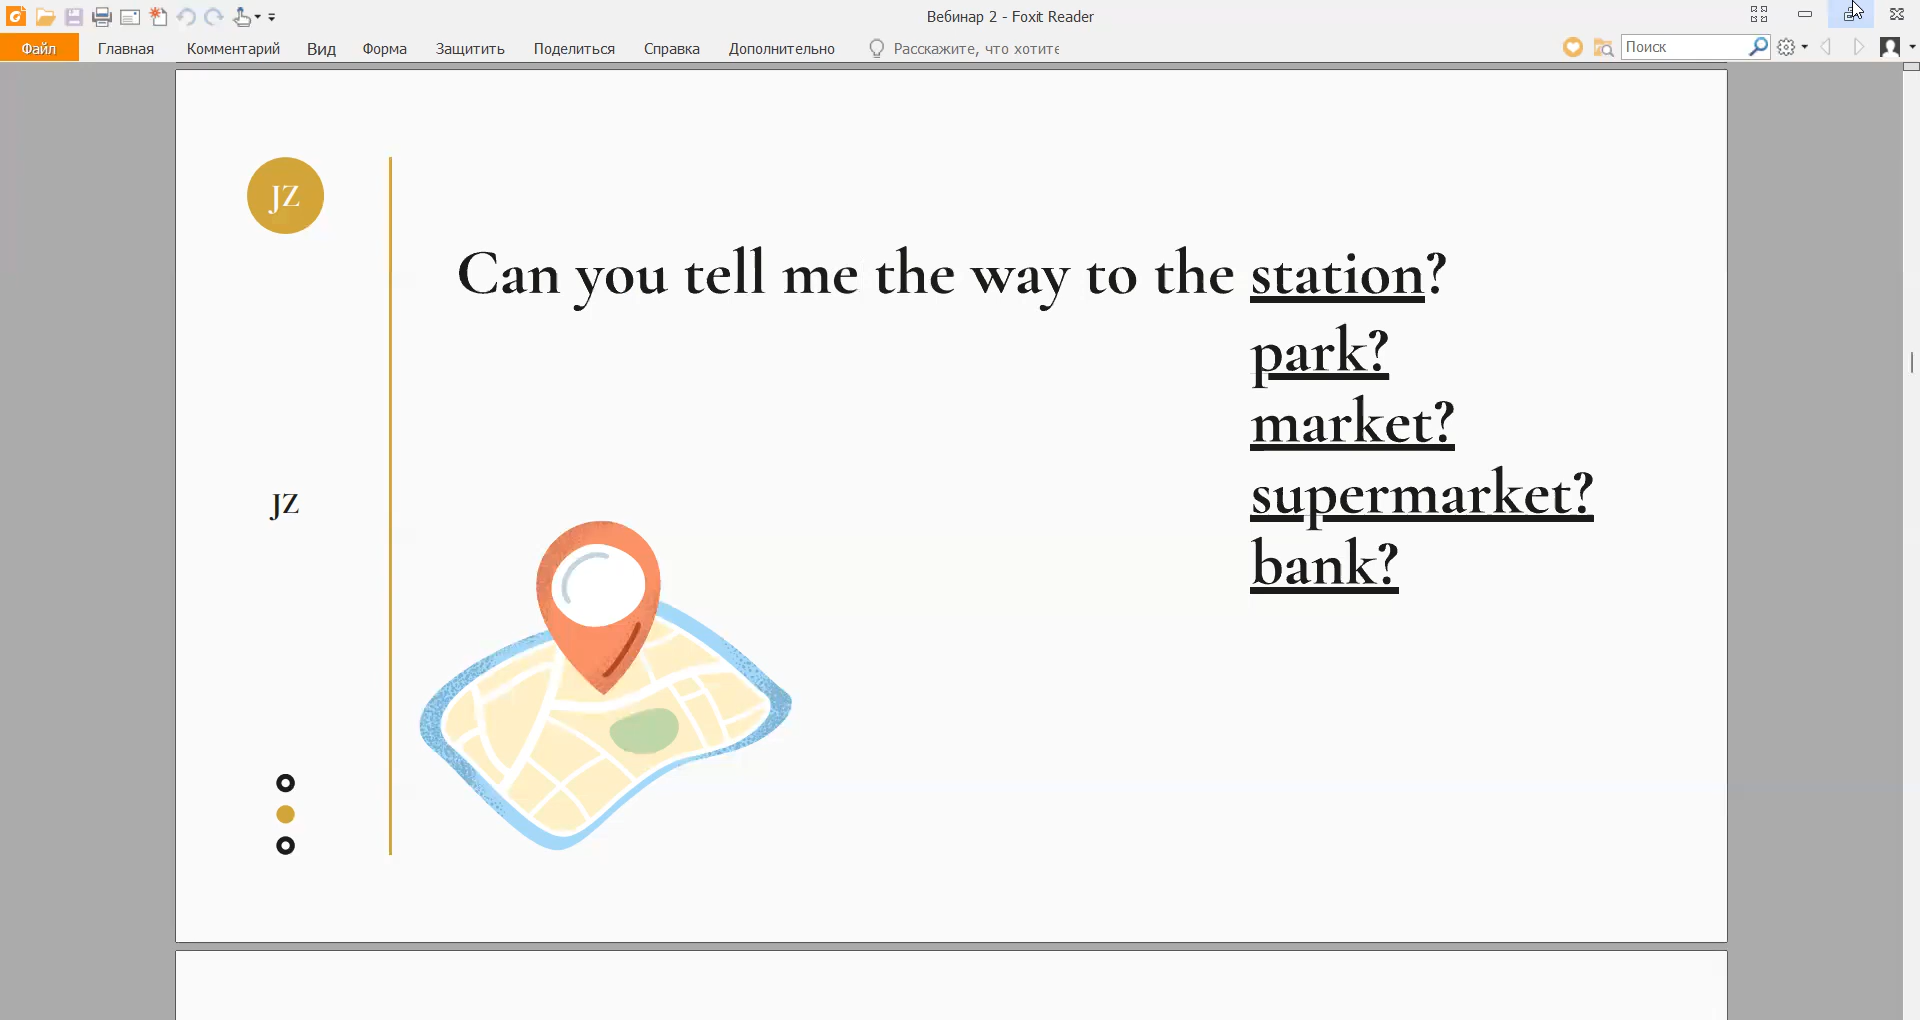 Вебинар 2 - Foxit Reader
Файл Главная Комментарий Вид Форма Защитить Поделиться Справка Дополнительно Расскажите, что хотите Поиск
JZ
Can you tell me the way to the station?
park?
market?
supermarket?
JZ
bank?